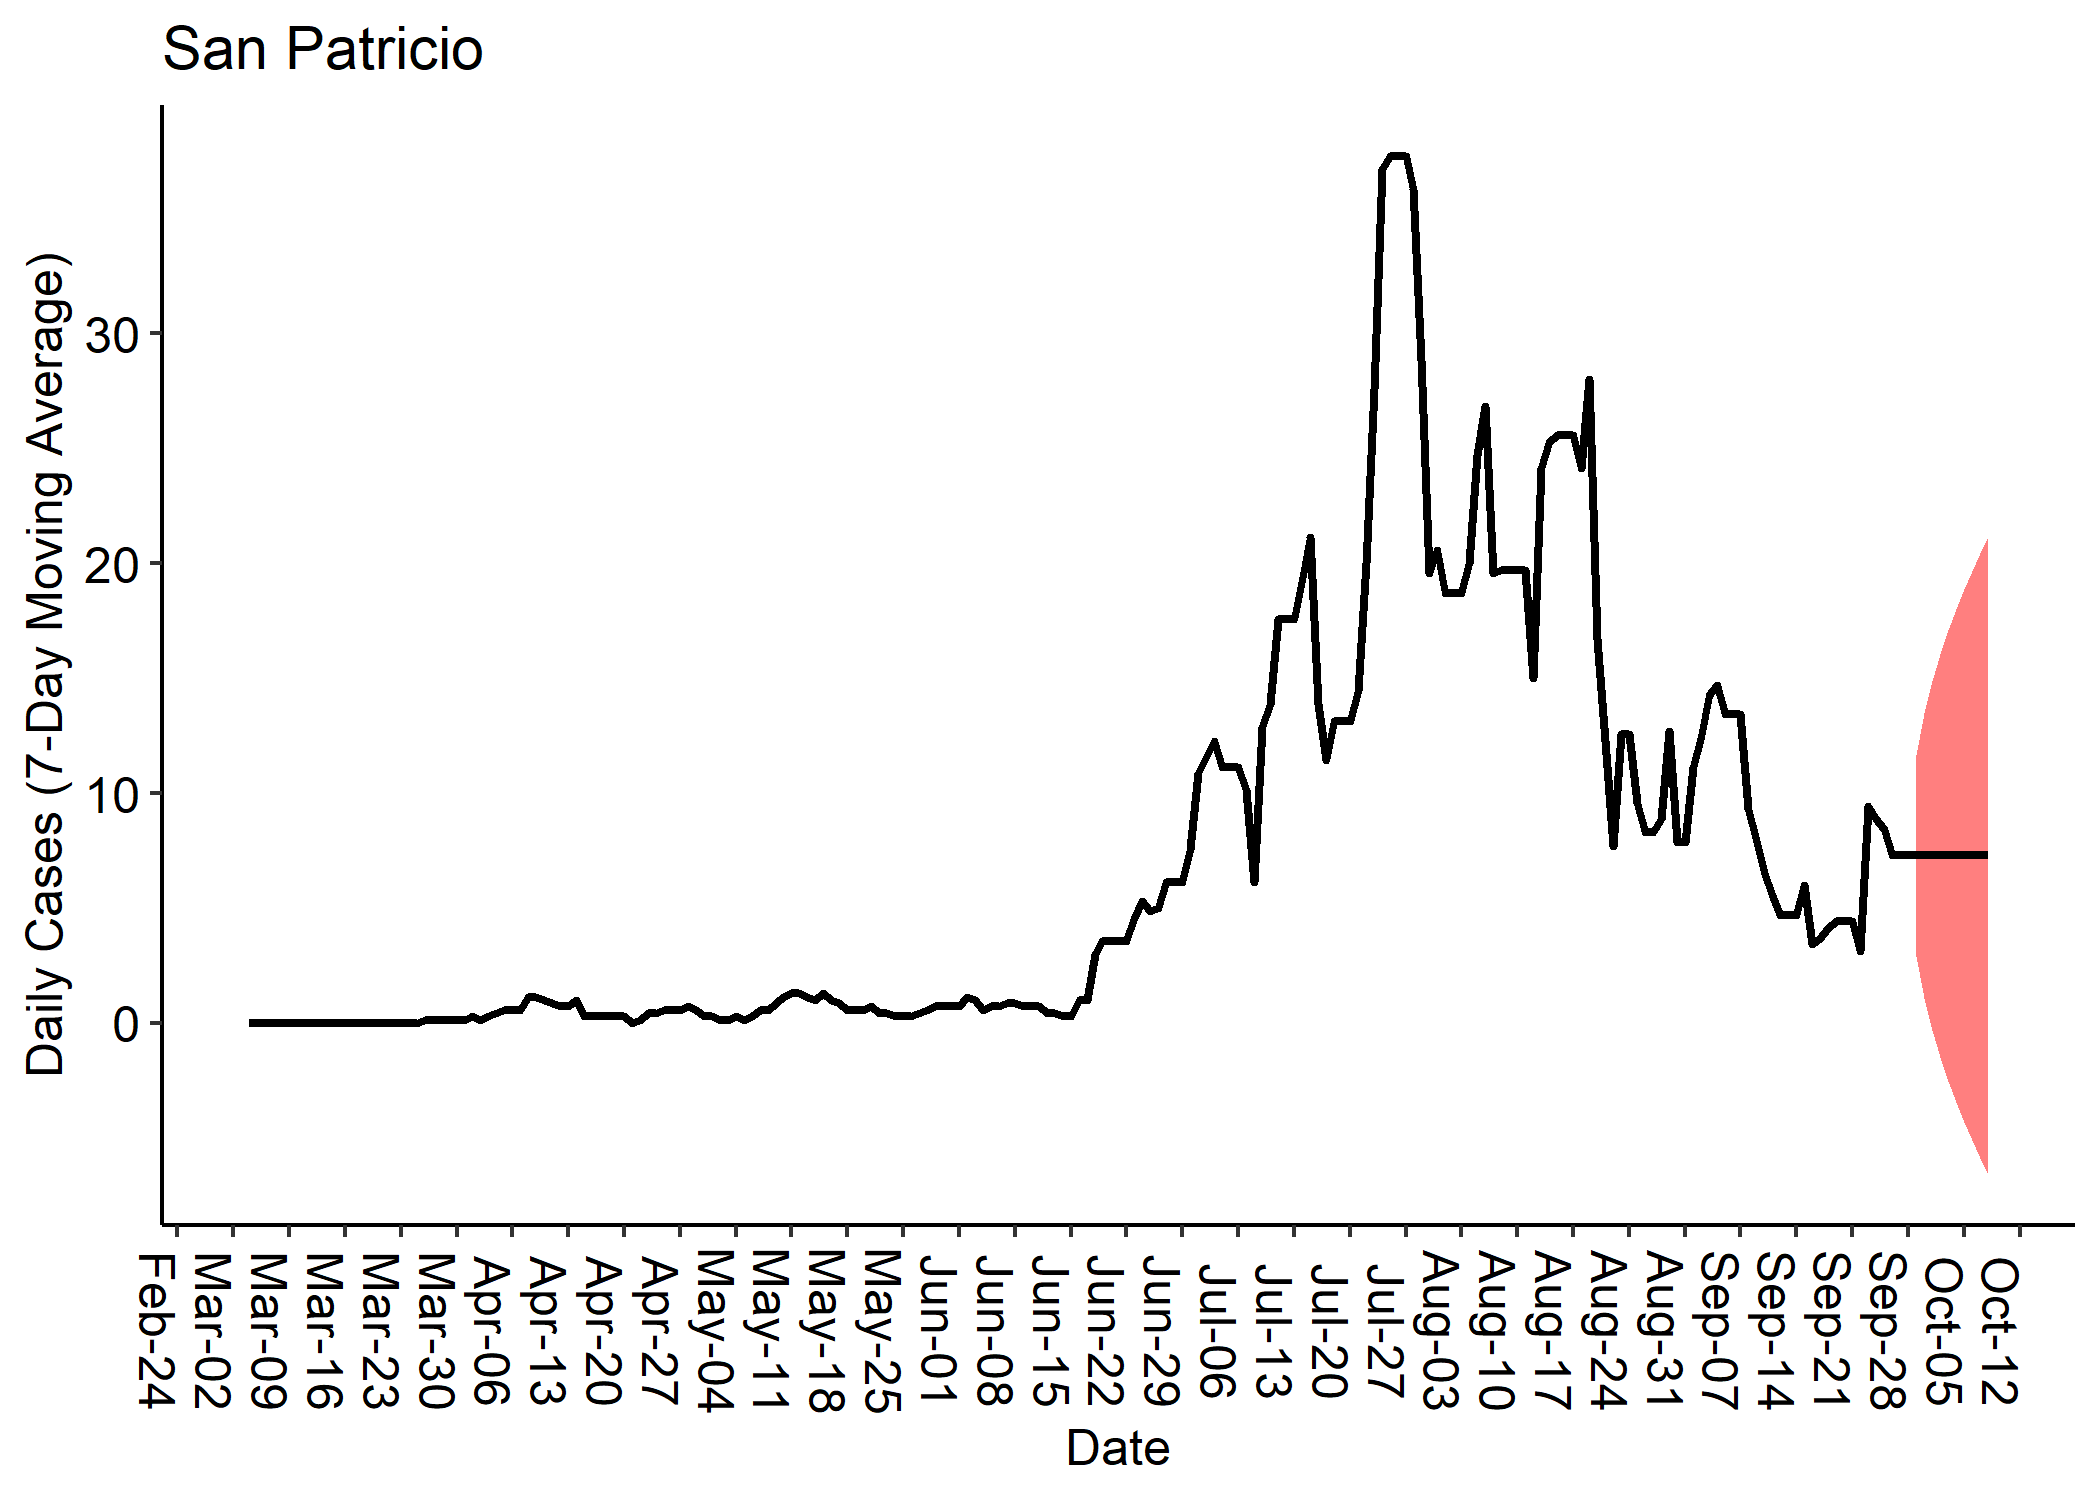 San Patricio
Daily Cases (7-Day Moving Average)
30
20
10
0
Feb-24
Mar-02
Mar-09
Mar-16
Mar-23
Mar-30
Apr-06
Apr-13
Apr-20
Apr-27
May-04
May-11
May-18
May-25
Jun-01
Jun-08
Jun-15
Jun-22
Jun-29
Jul-06
Jul-13
Jul-20
Jul-27
Aug-03
Aug-10
Aug-17
Aug-24
Aug-31
Sep-07
Sep-14
Sep-21
Sep-28
Oct-05
Oct-12
Date